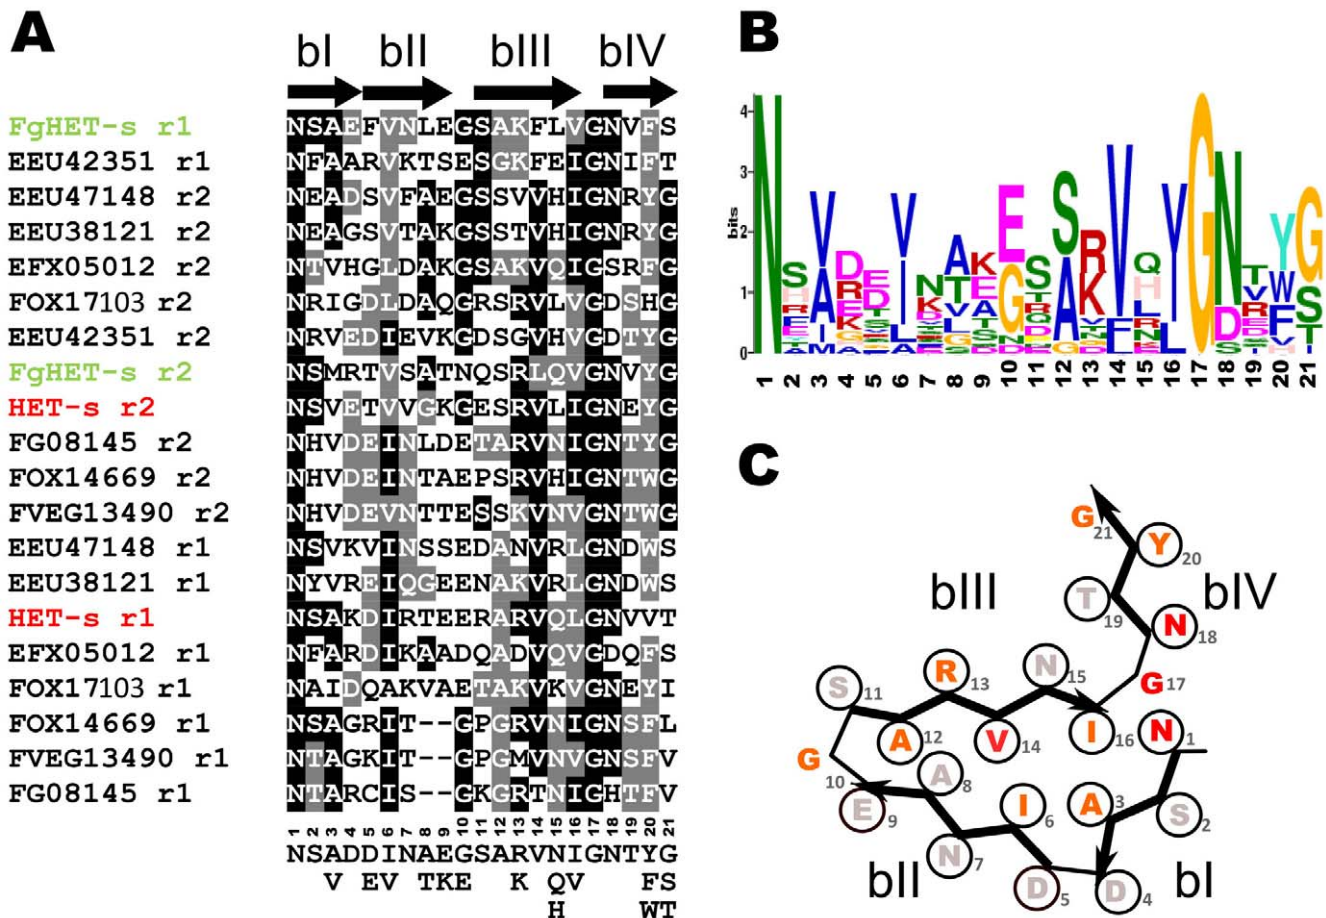 A
bI bII bIII bIV
FgHET-s r1 NSAEFVNLEGSAKFLVGNVFS
EEU42351 r1 NFAARVKTSESGKFEIGNIFT
EEU47148 r2 NEADSVFAEGSSVVHIGNRYG
EEU38121 r2 NEAGSVTAKGSSTVHIGNRYG
EFX05012 r2 NTVHGLDAKGSAKVQIGSRFG
FOX17103 r2 NRIGDLDAQGRSRVLVGDSHG
EEU42351 r2 NRVEDIEVKGDSGVHVGDTYG
FgHET-s r2 NSMRTVSATNQSRLQVGNVYG
HET-s r2 NSVETVVGKGESRVLIGNEYG
FG08145 r2 NHVDEINLDETARVNIGNTYG
FOX14669 r2 NHVDEINTAEPSRVHIGNTWG
FVEG13490 r2 NHVDEVNTTESSKVNVGNTWG
EEU47148 r1 NSVKVINSSEDANVRLGNDWS
EEU38121 r1 NYVREIQGEENAKVRLGNDWS
HET-s r1 NSAKDIRTEERARVQLGNVVT
EFX05012 r1 NFARDIKAADQADVQVGDQFS
FOX17103 r1 NAIDQAKVAETAKVKVGNEYI
FOX14669 r1 NSAGRIT--GPGRVNIGNSFL
FVEG13490 r1 NTAGKIT--GPGMVNVGNSFV
FG08145 r1 NTARCIS--GKGRTNIGHTFV
1 2 3 4 5 6 7 8 9 10 11 12 13 14 15 16 17 18 19 20 21
NSADDINAEGSARVNIGNTYG
V EV TKE K QV FS
H WT
B
bits
4
3
2
1
0
1 2 3 4 5 6 7 8 9 10 11 12 13 14 15 16 17 18 19 20 21
C
G 21
Y 20
bIII
T 19
bIV
N 18
R 13
N 15
S 11
G 17
A 12
V 14
I 16
N 1
G 10
A 8
E 9
I 6
A 3
S 2
N 7
bII
D 5
D 4
bI